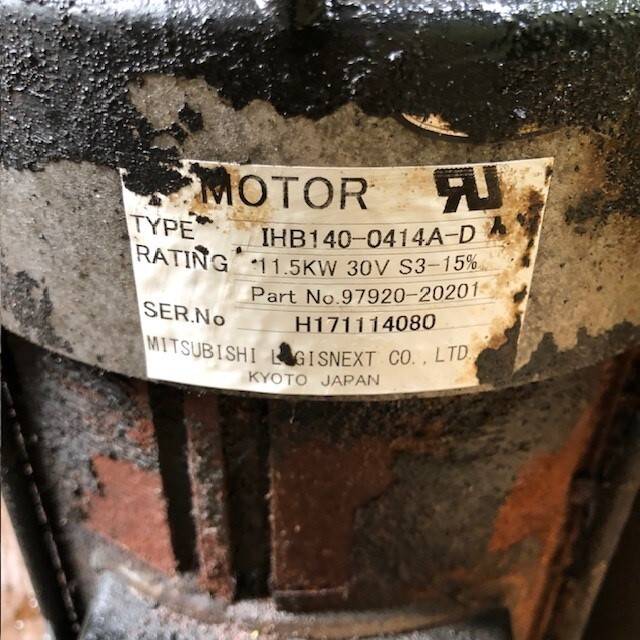 MOTOR RU
TYPE IHB140-0414A-D
RATING 11.5KW 30V S3-15%
Part No.97920-20201
SER.No H171114080
MITSUBISHI LOGISNEXT CO.,LTD.
KYOTO JAPAN